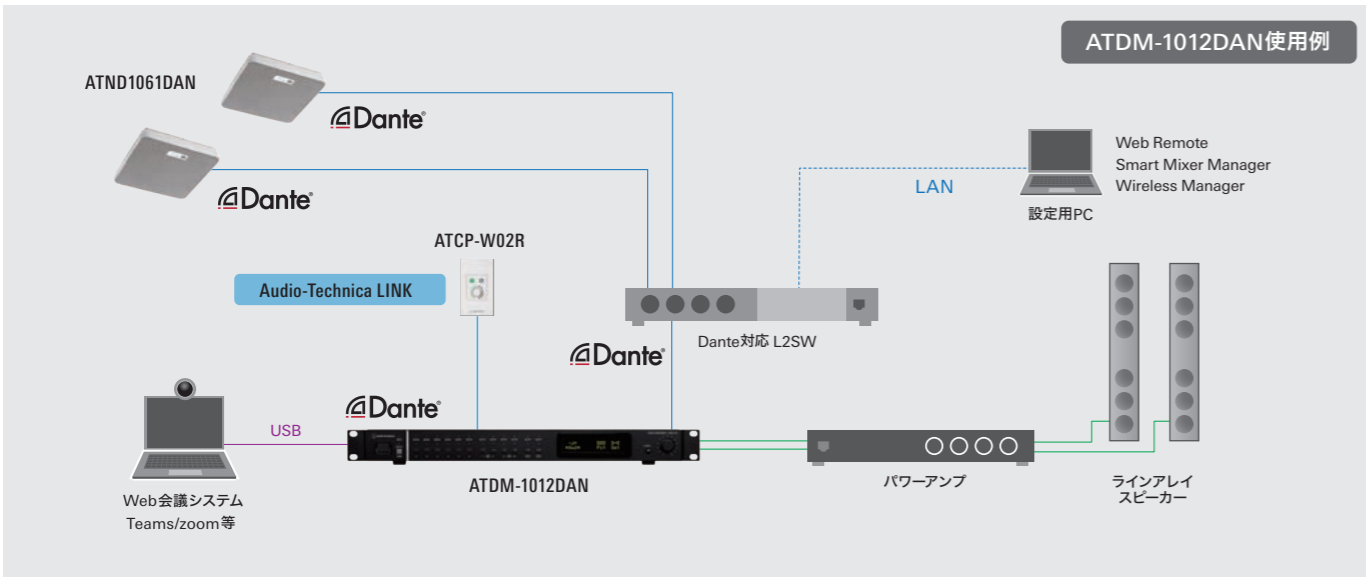 ATDM-1012DAN使用例
ATND1061DAN
Dante®
Dante®
Web Remote
Smart Mixer Manager
Wireless Manager
LAN
設定用PC
ATCP-W02R
Audio-Technica LINK
Dante対応 L2SW
Dante®
Dante®
USB
ATDM-1012DAN
パワーアンプ
ラインアレイ
スピーカー
Web会議システム
Teams/zoom等